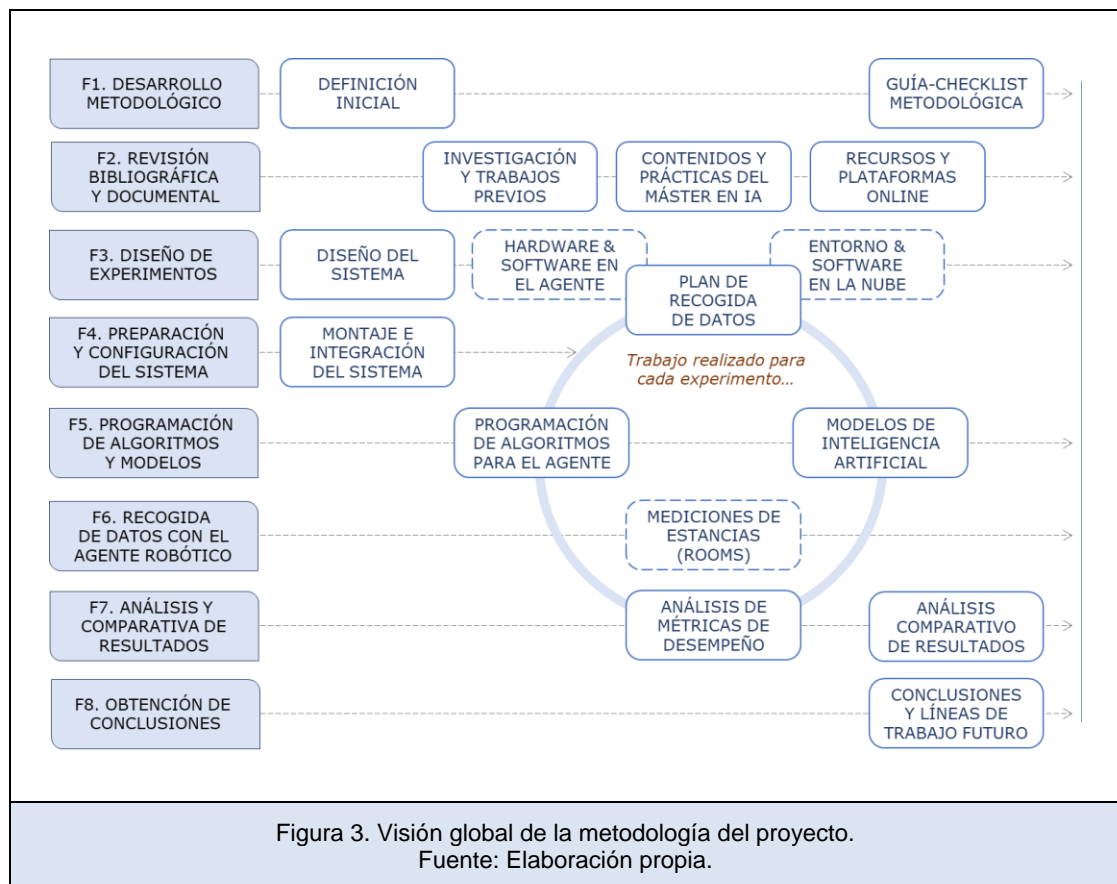 F1. DESARROLLO
METODOLÓGICO
DEFINICIÓN
INICIAL
GUÍA-CHECKLIST
METODOLÓGICA
F2. REVISIÓN
BIBLIOGRÁFICA
Y DOCUMENTAL
INVESTIGACIÓN
Y TRABAJOS
PREVIOS
CONTENIDOS Y
PRÁCTICAS DEL
MÁSTER EN IA
RECURSOS Y
PLATAFORMAS
ONLINE
F3. DISEÑO DE
EXPERIMENTOS
DISEÑO DEL
SISTEMA
HARDWARE &
SOFTWARE EN
EL AGENTE
PLAN DE
RECOGIDA
DE DATOS
ENTORNO &
SOFTWARE
EN LA NUBE
F4. PREPARACIÓN
Y CONFIGURACIÓN
DEL SISTEMA
MONTAJE E
INTEGRACIÓN
DEL SISTEMA
Trabajo realizado para
cada experimento...
F5. PROGRAMACIÓN
DE ALGORITMOS
Y MODELOS
PROGRAMACIÓN
DE ALGORITMOS
PARA EL AGENTE
MODELOS DE
INTELIGENCIA
ARTIFICIAL
F6. RECOGIDA
DE DATOS CON EL
AGENTE ROBÓTICO
MEDICIONES DE
ESTANCIAS
(ROOMS)
F7. ANÁLISIS Y
COMPARATIVA DE
RESULTADOS
ANÁLISIS DE
MÉTRICAS DE
DESEMPEÑO
ANÁLISIS
COMPARATIVO
DE RESULTADOS
F8. OBTENCIÓN DE
CONCLUSIONES
CONCLUSIONES
Y LÍNEAS DE
TRABAJO FUTURO
Figura 3. Visión global de la metodología del proyecto.
Fuente: Elaboración propia.